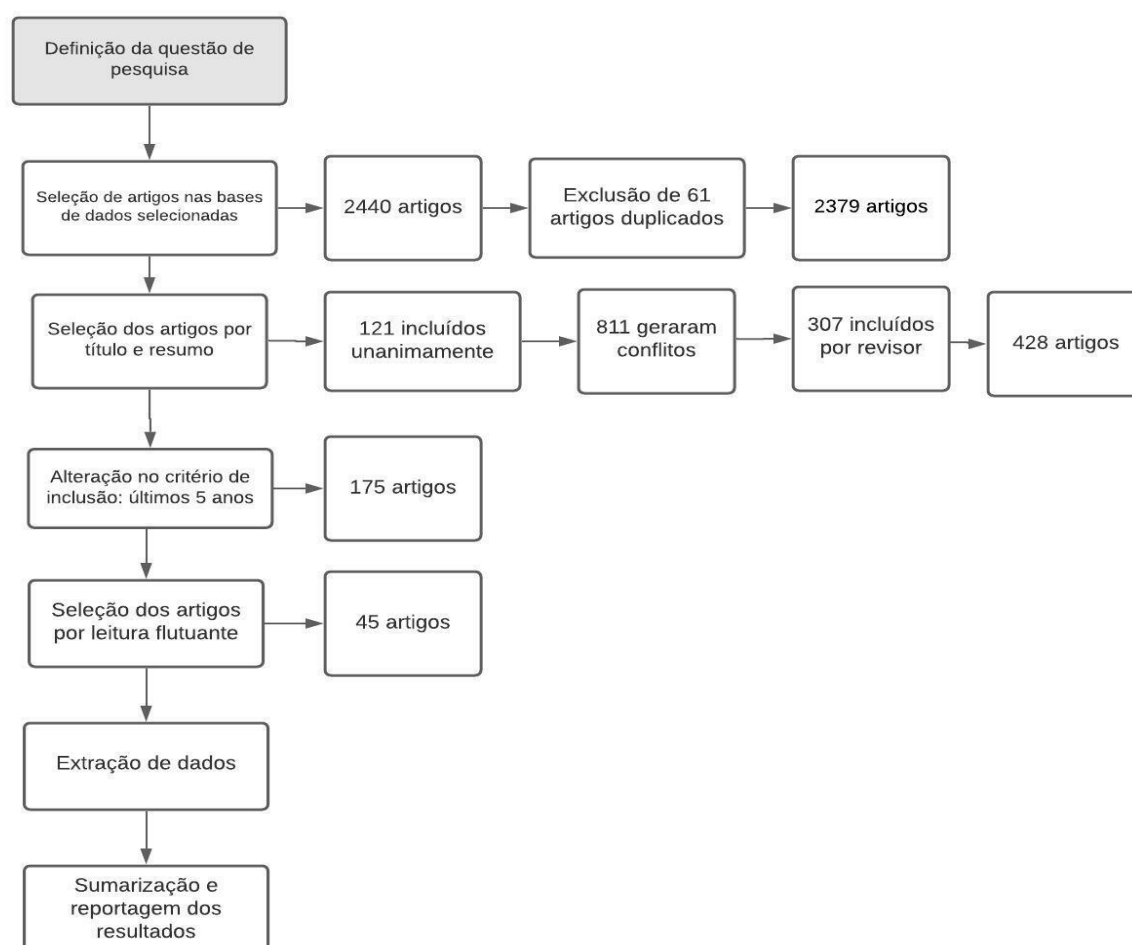 Definição da questão de
pesquisa
Seleção de artigos nas bases
de dados selecionadas
2440 artigos
Exclusão de 61
artigos duplicados
2379 artigos
Seleção dos artigos por
título e resumo
121 incluídos
unanimamente
811 geraram
conflitos
307 incluídos
por revisor
428 artigos
Alteração no critério de
inclusão: últimos 5 anos
175 artigos
Seleção dos artigos
por leitura flutuante
45 artigos
Extração de dados
Sumarização e
reportagem dos
resultados